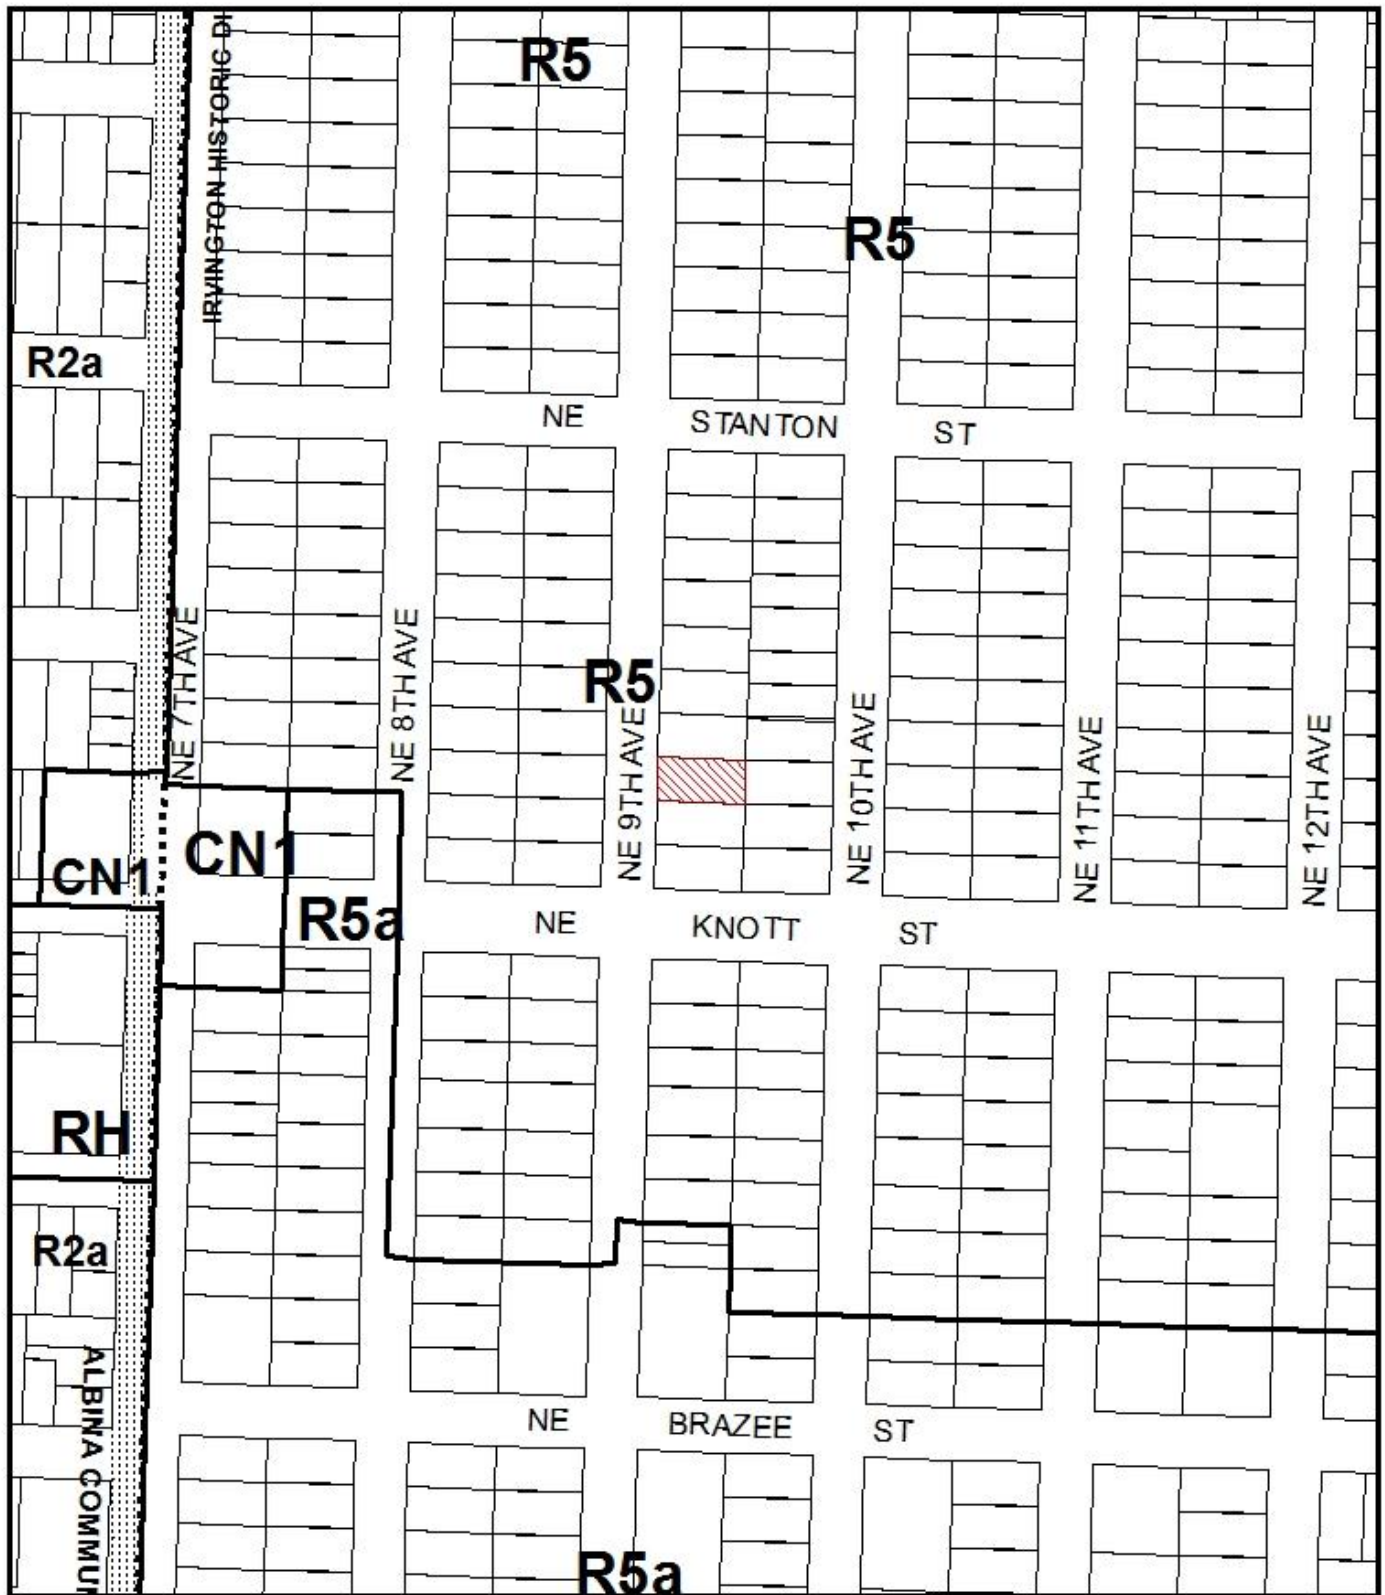 R5
IRVINGTON HISTORIC DI
R5
R2a
NE STANTON ST
NE 7TH AVE
NE 8TH AVE
R5
NE 9TH AVE
NE 10TH AVE
NE 11TH AVE
NE 12TH AVE
CN1
CN1
R5a
NE KNOTT ST
RH
R2a
ALBINA COMMUN
NE BRAZEE ST
R5a